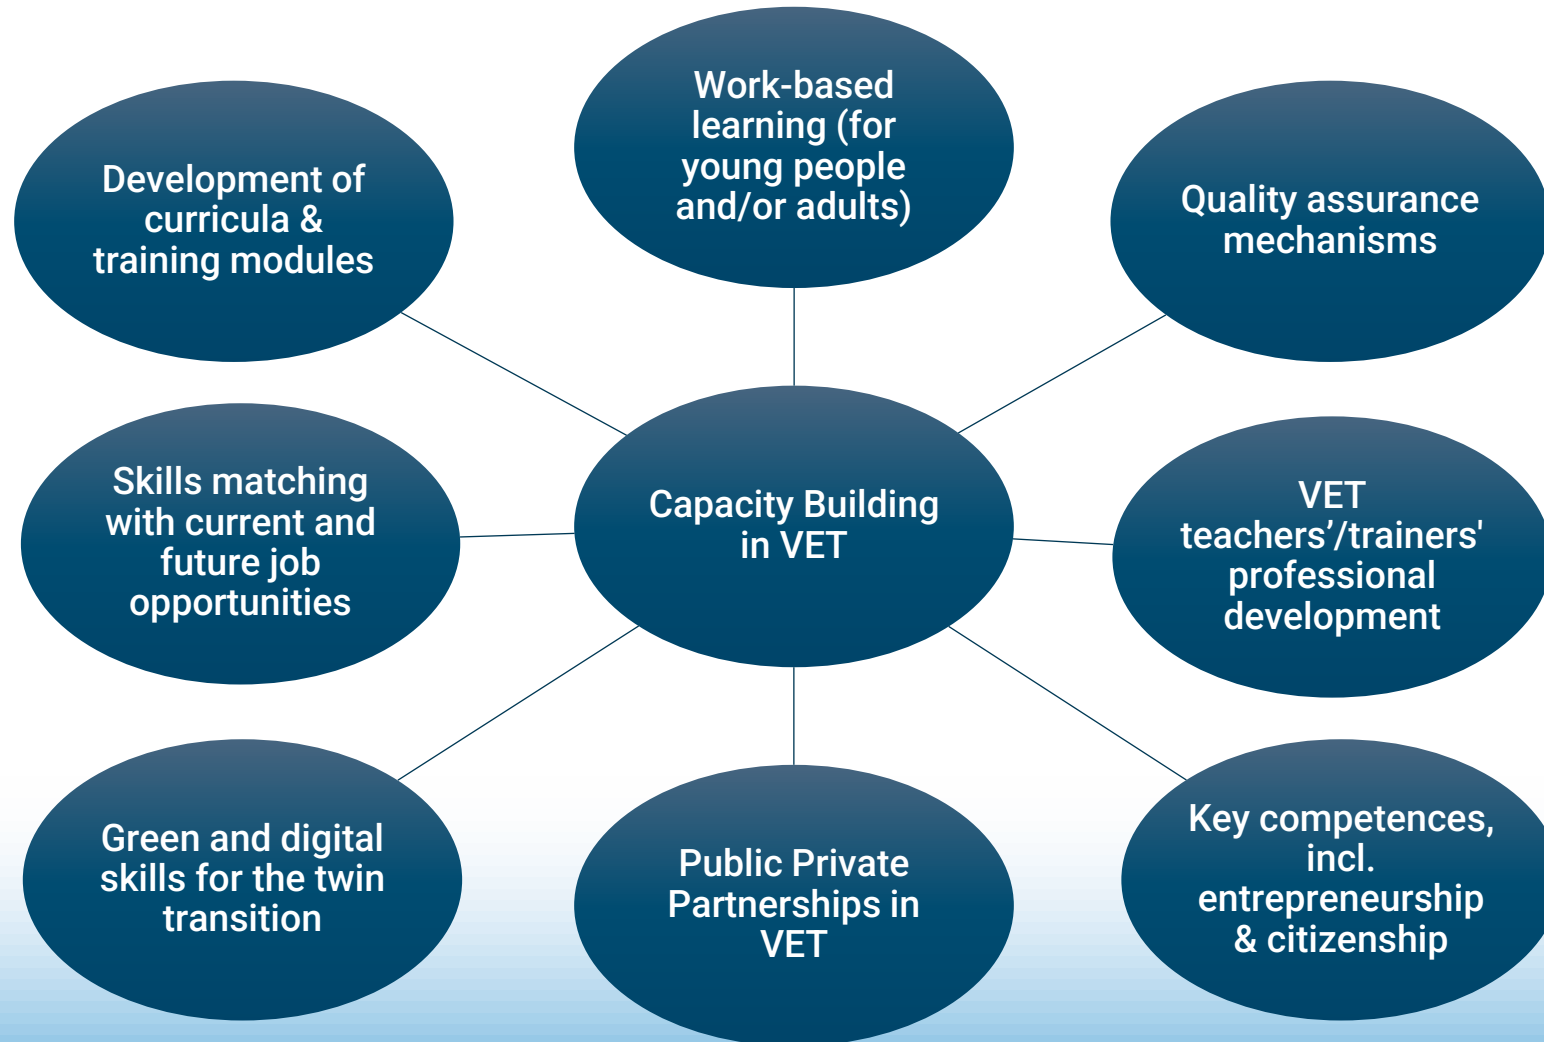 Work-based
learning (for
young people
and/or adults)
Development of
curricula &
training modules
Quality assurance
mechanisms
Skills matching
with current and
future job
opportunities
Capacity Building
in VET
VET
teachers’/trainers'
professional
development
Green and digital
skills for the twin
transition
Public Private
Partnerships in
VET
Key competences,
incl.
entrepreneurship
& citizenship